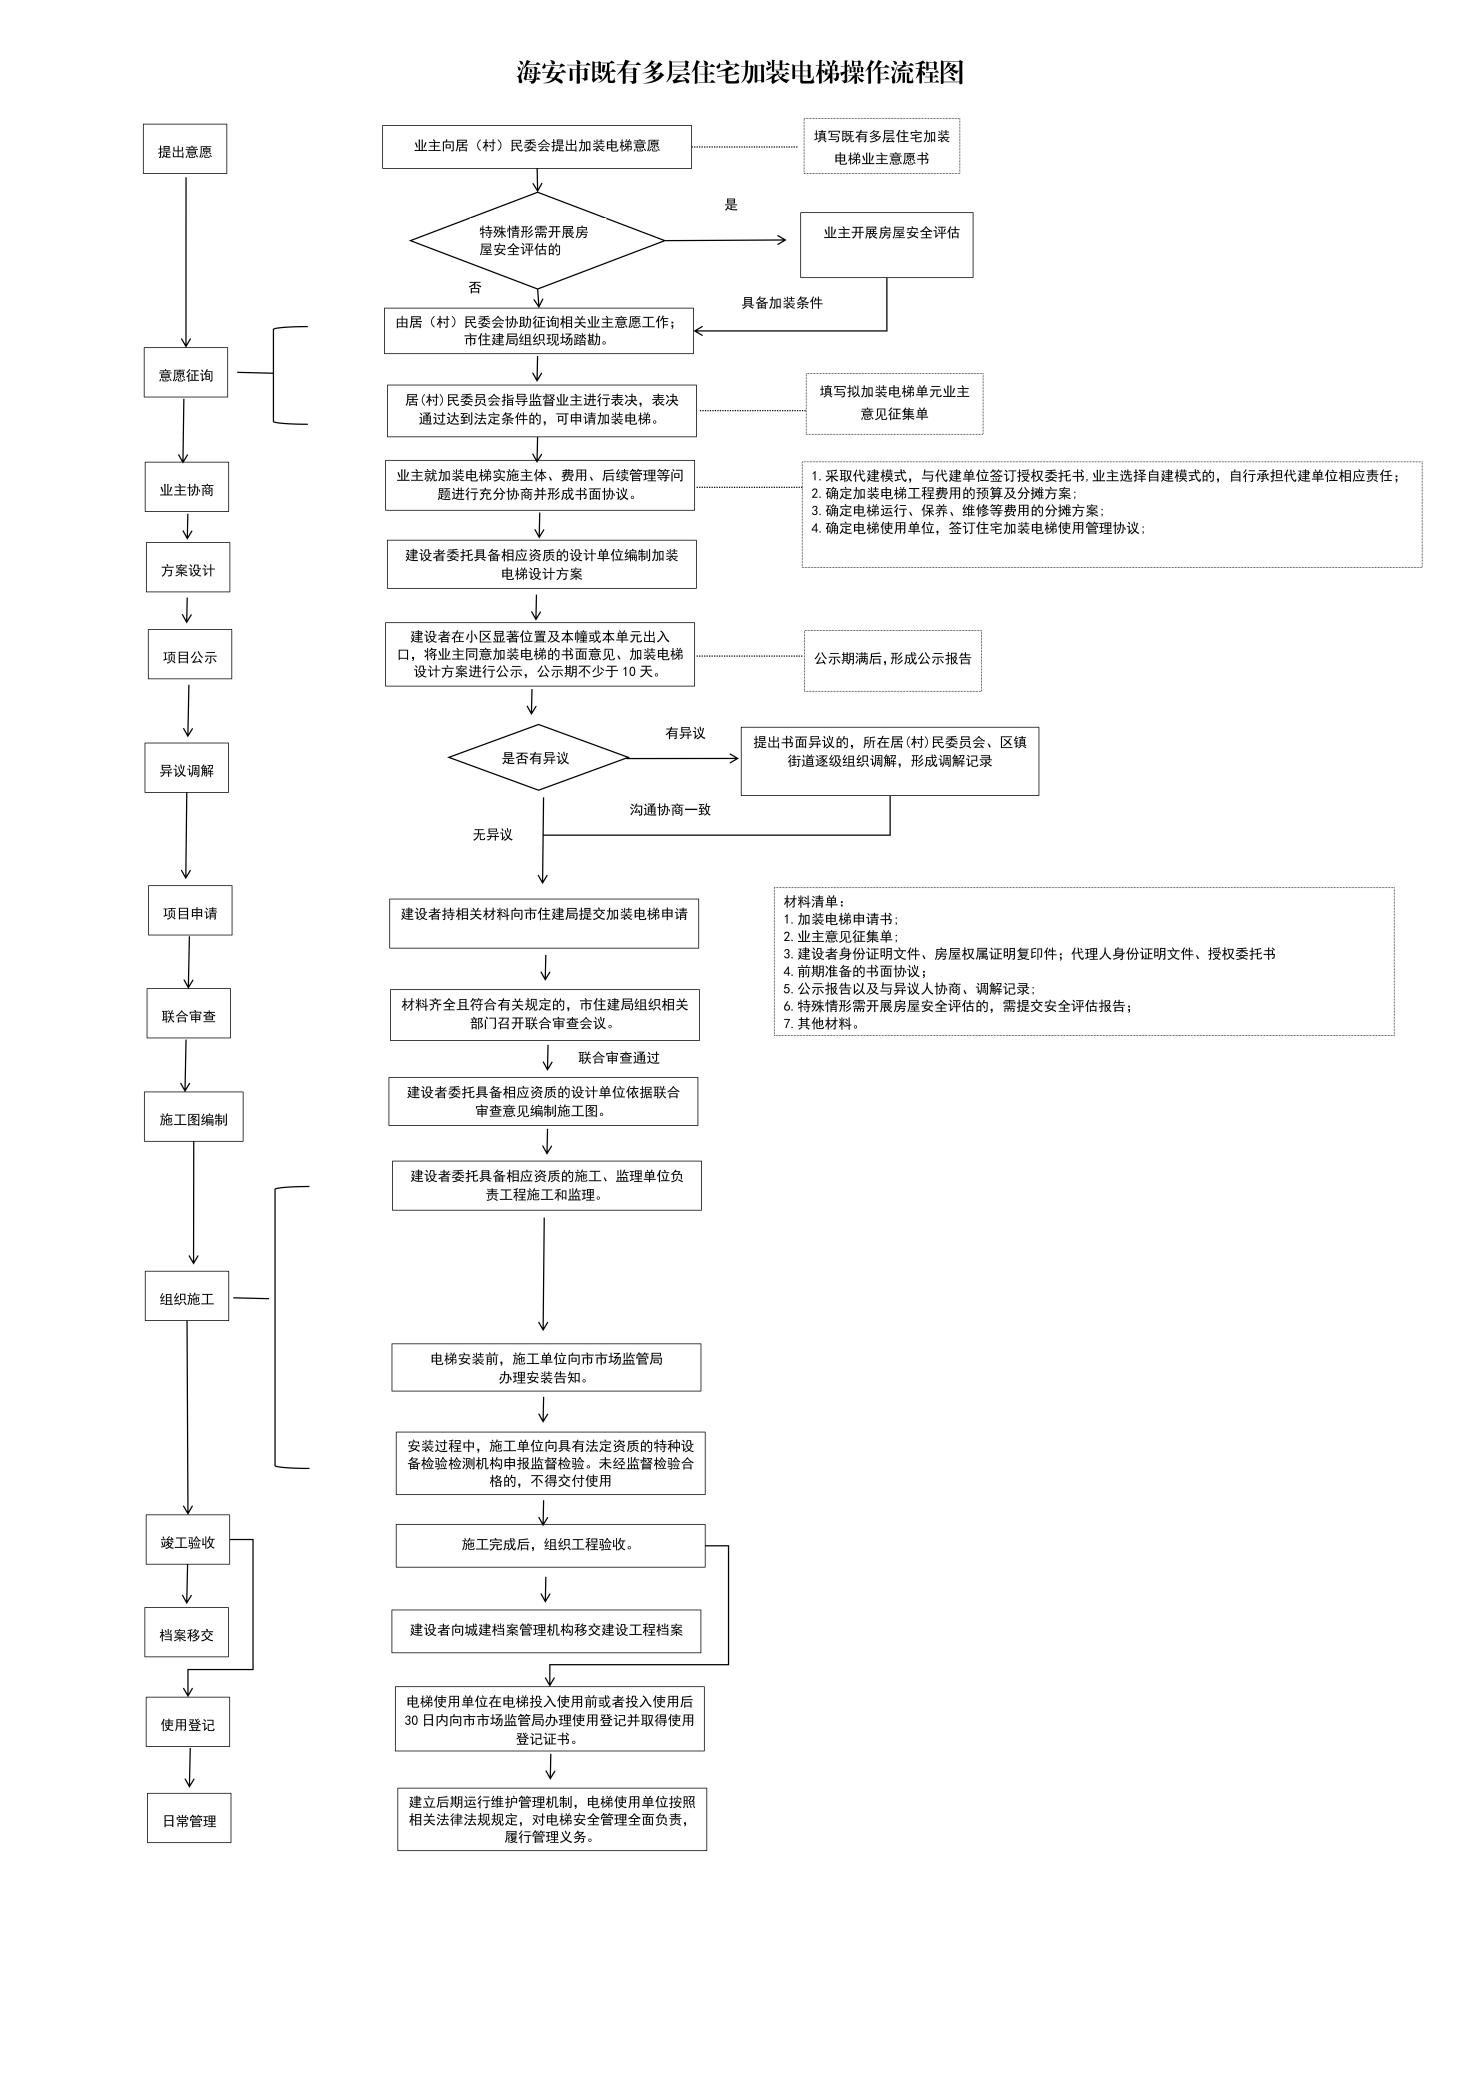 海安市既有多层住宅加装电梯操作流程图
提出意愿
业主向居（村）民委会提出加装电梯意愿
填写既有多层住宅加装
电梯业主意愿书
特殊情形需开展房
屋安全评估的
是
业主开展房屋安全评估
否
具备加装条件
由居（村）民委会协助征询相关业主意愿工作；
市住建局组织现场踏勘。
意愿征询
居(村)民委员会指导监督业主进行表决，表决
通过达到法定条件的，可申请加装电梯。
填写拟加装电梯单元业主
意见征集单
业主协商
业主就加装电梯实施主体、费用、后续管理等问
题进行充分协商并形成书面协议。
1.采取代建模式，与代建单位签订授权委托书,业主选择自建模式的，自行承担代建单位相应责任；
2.确定加装电梯工程费用的预算及分摊方案;
3.确定电梯运行、保养、维修等费用的分摊方案;
4.确定电梯使用单位，签订住宅加装电梯使用管理协议;
方案设计
建设者委托具备相应资质的设计单位编制加装
电梯设计方案
项目公示
建设者在小区显著位置及本幢或本单元出入
口，将业主同意加装电梯的书面意见、加装电梯
设计方案进行公示，公示期不少于 10 天。
公示期满后,形成公示报告
异议调解
是否有异议
有异议
提出书面异议的，所在居(村)民委员会、区镇
街道逐级组织调解，形成调解记录
沟通协商一致
无异议
项目申请
建设者持相关材料向市住建局提交加装电梯申请
材料清单：
1.加装电梯申请书;
2.业主意见征集单;
3.建设者身份证明文件、房屋权属证明复印件；代理人身份证明文件、授权委托书
4.前期准备的书面协议；
5.公示报告以及与异议人协商、调解记录;
6.特殊情形需开展房屋安全评估的，需提交安全评估报告；
7.其他材料。
联合审查
材料齐全且符合有关规定的，市住建局组织相关
部门召开联合审查会议。
联合审查通过
施工图编制
建设者委托具备相应资质的设计单位依据联合
审查意见编制施工图。
建设者委托具备相应资质的施工、监理单位负
责工程施工和监理。
组织施工
电梯安装前，施工单位向市市场监管局
办理安装告知。
安装过程中，施工单位向具有法定资质的特种设
备检验检测机构申报监督检验。未经监督检验合
格的，不得交付使用
竣工验收
施工完成后，组织工程验收。
档案移交
建设者向城建档案管理机构移交建设工程档案
使用登记
电梯使用单位在电梯投入使用前或者投入使用后
30 日内向市市场监管局办理使用登记并取得使用
登记证书。
日常管理
建立后期运行维护管理机制，电梯使用单位按照
相关法律法规规定，对电梯安全管理全面负责，
履行管理义务。